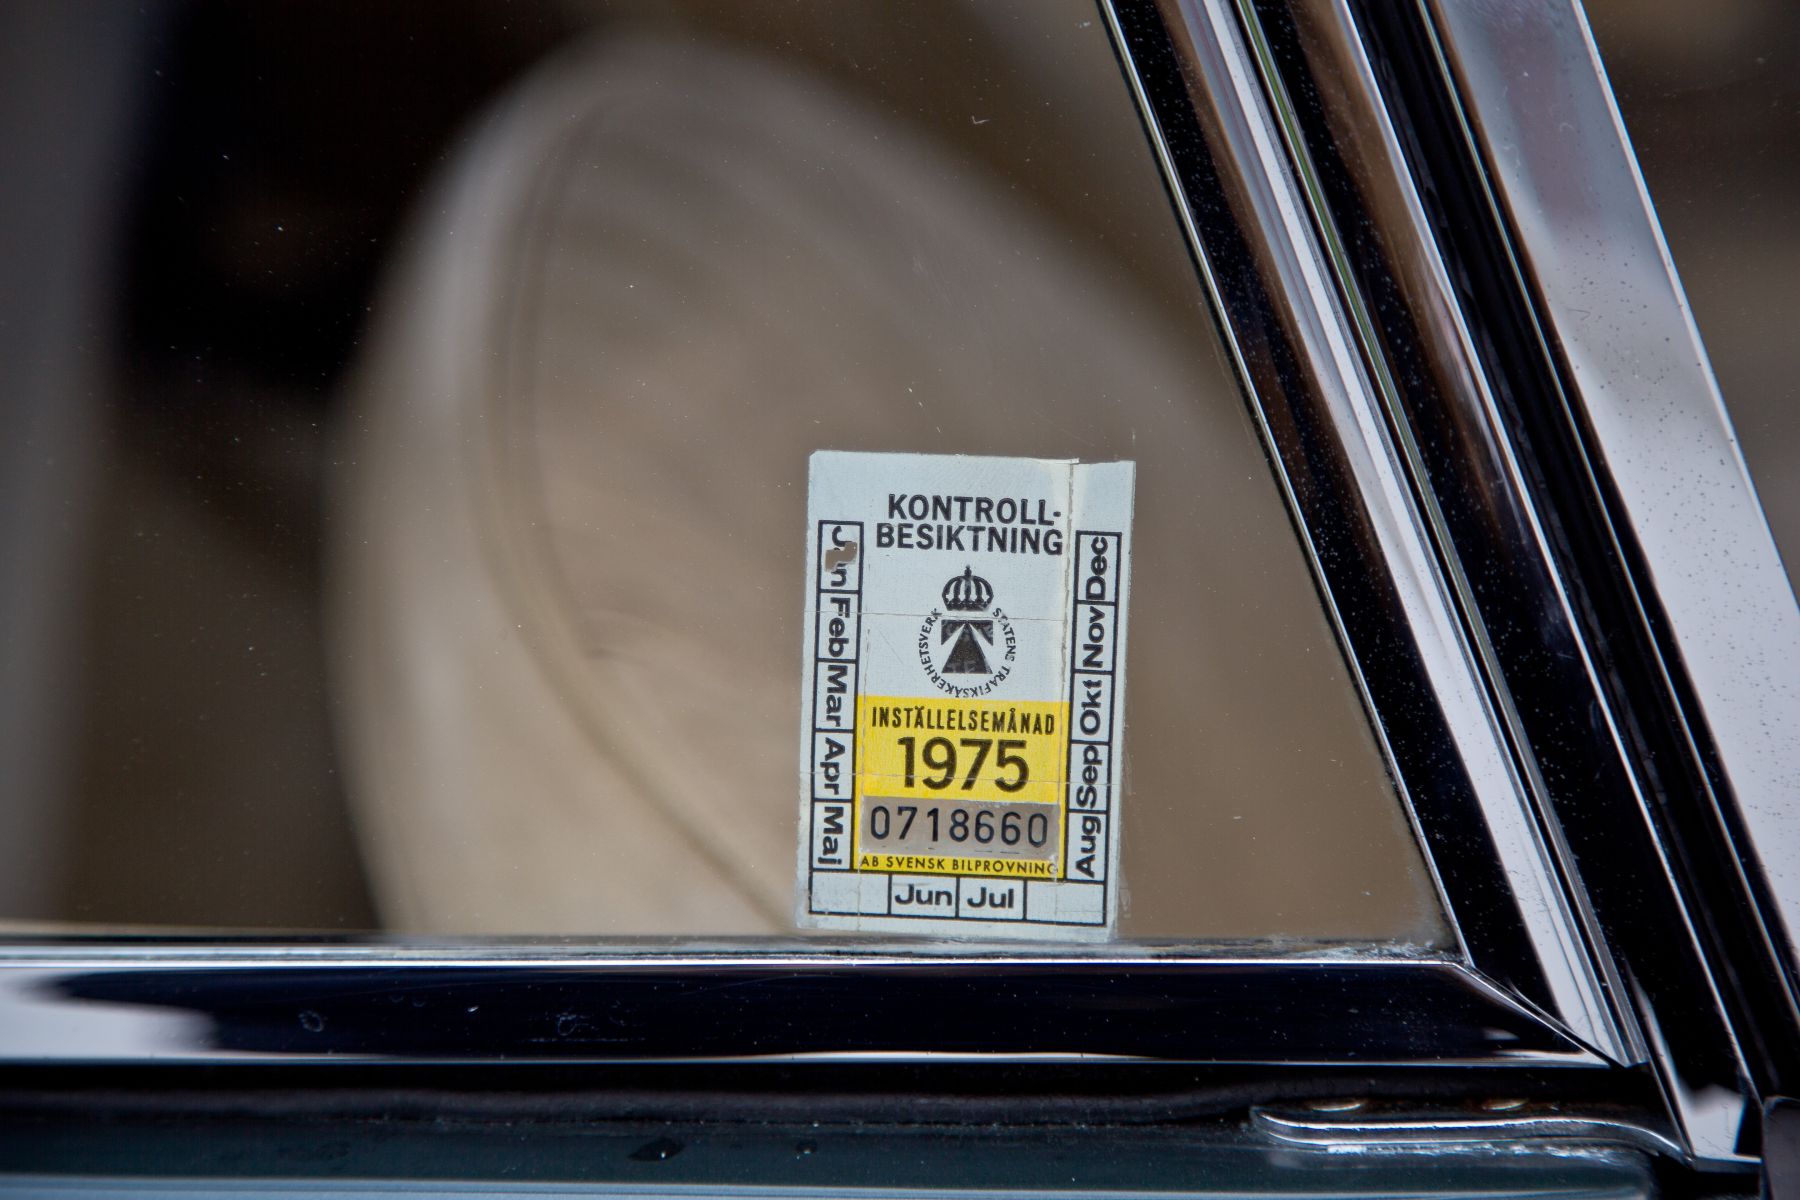 KONTROLL-
BESIKTNING
STATENS TRAFIKSÄKERHETSVERK
INSTÄLLELSEMÅNAD
1975
0718660
AB SVENSK BILPROVNING
Jan
Feb
Mar
Apr
Maj
Jun
Jul
Aug
Sep
Okt
Nov
Dec